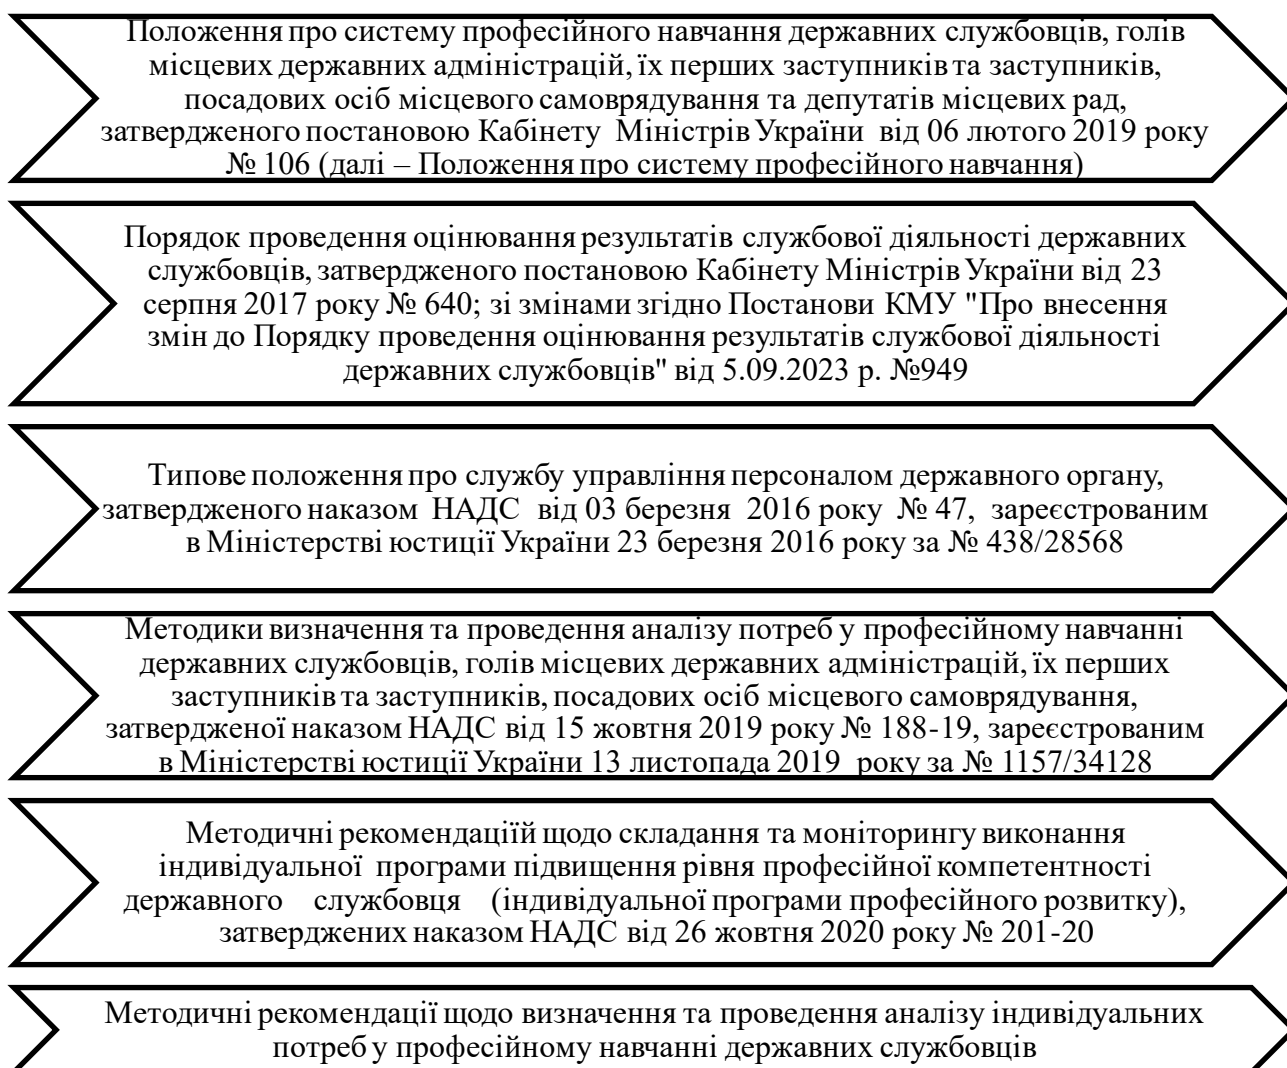 Положення про систему професійного навчання державних службовців, голів
місцевих державних адміністрацій, їх перших заступників та заступників,
посадових осіб місцевого самоврядування та депутатів місцевих рад,
затвердженого постановою Кабінету Міністрів України від 06 лютого 2019 року
№ 106 (далі – Положення про систему професійного навчання)
Порядок проведення оцінювання результатів службової діяльності державних
службовців, затвердженого постановою Кабінету Міністрів України від 23
серпня 2017 року № 640; зі змінами згідно Постанови КМУ "Про внесення
змін до Порядку проведення оцінювання результатів службової діяльності
державних службовців" від 5.09.2023 р. №949
Типове положення про службу управління персоналом державного органу,
затвердженого наказом НАДС від 03 березня 2016 року № 47, зареєстрованим
в Міністерстві юстиції України 23 березня 2016 року за № 438/28568
Методики визначення та проведення аналізу потреб у професійному навчанні
державних службовців, голів місцевих державних адміністрацій, їх перших
заступників та заступників, посадових осіб місцевого самоврядування,
затвердженої наказом НАДС від 15 жовтня 2019 року № 188-19, зареєстрованим
в Міністерстві юстиції України 13 листопада 2019 року за № 1157/34128
Методичні рекомендаціїй щодо складання та моніторингу виконання
індивідуальної програми підвищення рівня професійної компетентності
державного службовця (індивідуальної програми професійного розвитку),
затверджених наказом НАДС від 26 жовтня 2020 року № 201-20
Методичні рекомендації щодо визначення та проведення аналізу індивідуальних
потреб у професійному навчанні державних службовців